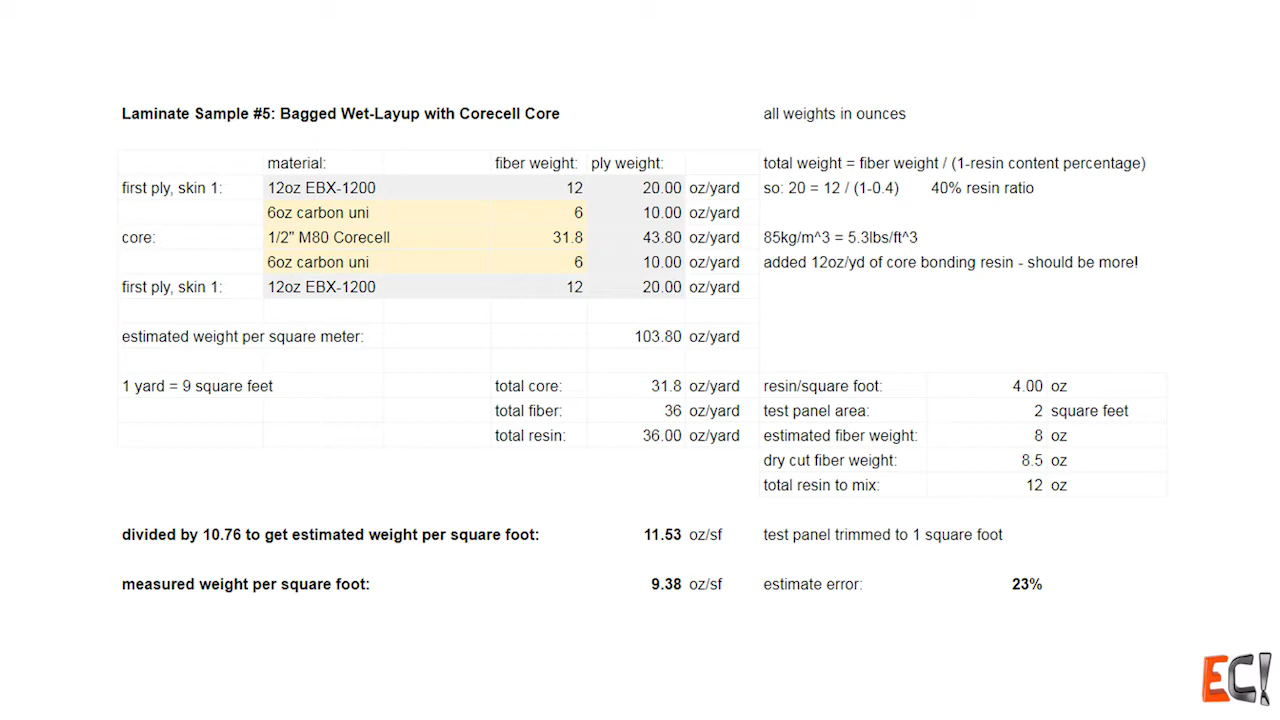 Laminate Sample #5: Bagged Wet-Layup with Corecell Core all weights in ounces
material: fiber weight: ply weight: total weight = fiber weight / (1-resin content percentage)
first ply, skin 1: 12oz EBX-1200 12 20.00 oz/yard so: 20 = 12 / (1-0.4) 40% resin ratio
6oz carbon uni 6 10.00 oz/yard
core: 1/2" M80 Corecell 31.8 43.80 oz/yard 85kg/m^3 = 5.3lbs/ft^3
6oz carbon uni 6 10.00 oz/yard added 12oz/yd of core bonding resin - should be more!
first ply, skin 1: 12oz EBX-1200 12 20.00 oz/yard
estimated weight per square meter: 103.80 oz/yard
1 yard = 9 square feet total core: 31.8 oz/yard resin/square foot: 4.00 oz
total fiber: 36 oz/yard test panel area: 2 square feet
total resin: 36.00 oz/yard estimated fiber weight: 8 oz
dry cut fiber weight: 8.5 oz
total resin to mix: 12 oz
divided by 10.76 to get estimated weight per square foot: 11.53 oz/sf test panel trimmed to 1 square foot
measured weight per square foot: 9.38 oz/sf estimate error: 23%
EC!